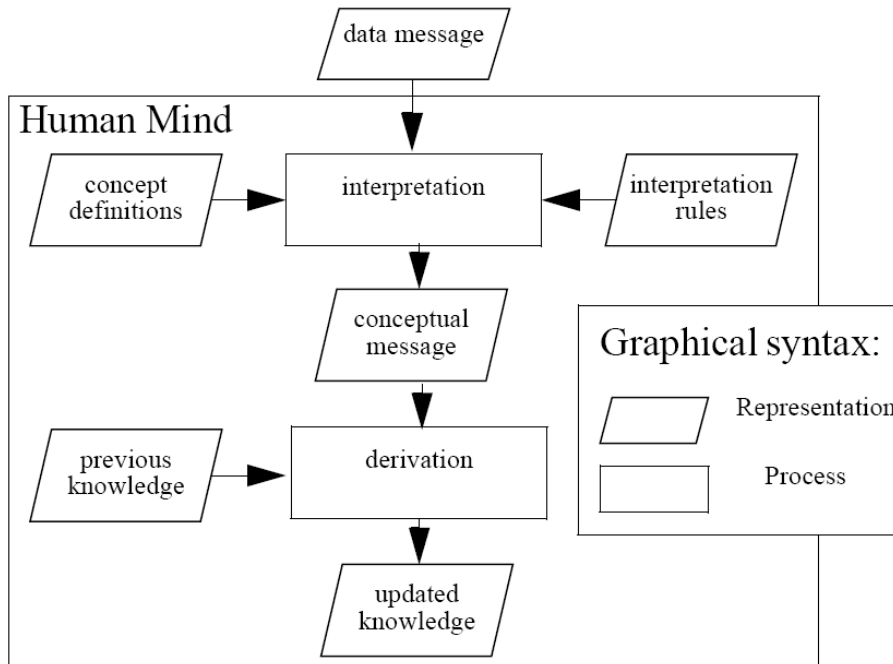 data message
Human Mind
concept
definitions
interpretation
interpretation
rules
conceptual
message
Graphical syntax:
Representation
Process
previous
knowledge
derivation
updated
knowledge